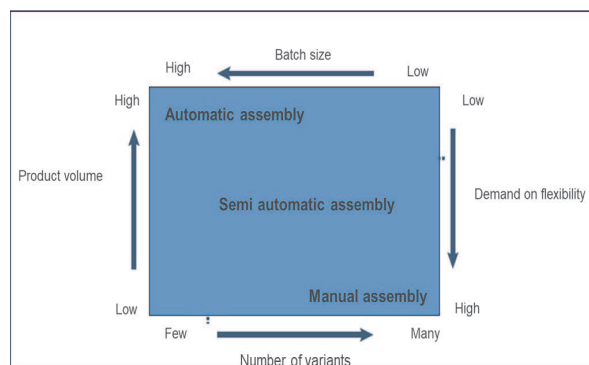 Batch size
High
Low
High
Low
Automatic assembly
Product volume
Semi automatic assembly
Demand on flexibility
Manual assembly
Low
High
Few
Many
Number of variants